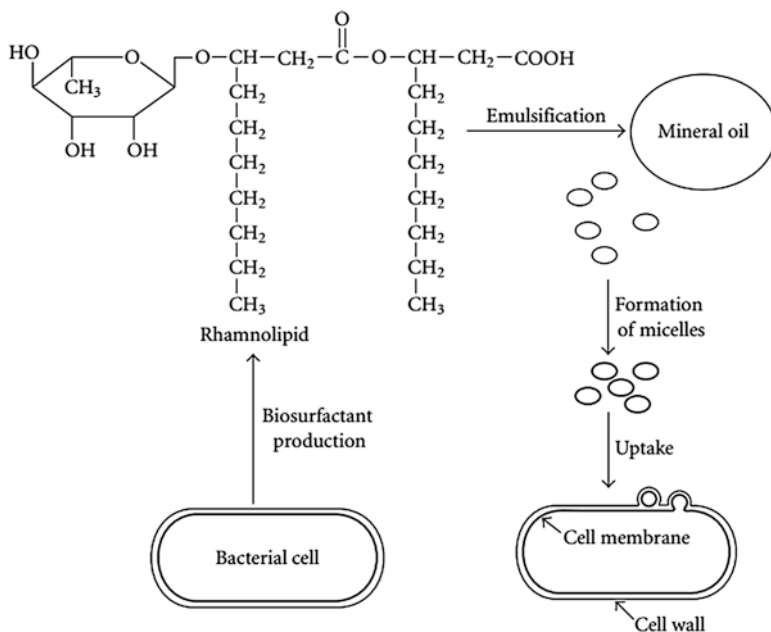 O
HO
O
O—CH—CH₂—C—O—CH—CH₂—COOH
CH₃
CH₂ CH₂
OH OH
CH₂ CH₂
CH₂ CH₂
CH₂ CH₂
CH₂ CH₂
CH₂ CH₂
CH₃ CH₃
Rhamnolipid
Emulsification
Mineral oil
Formation
of micelles
Biosurfactant
production
Uptake
Bacterial cell
Cell membrane
Cell wall